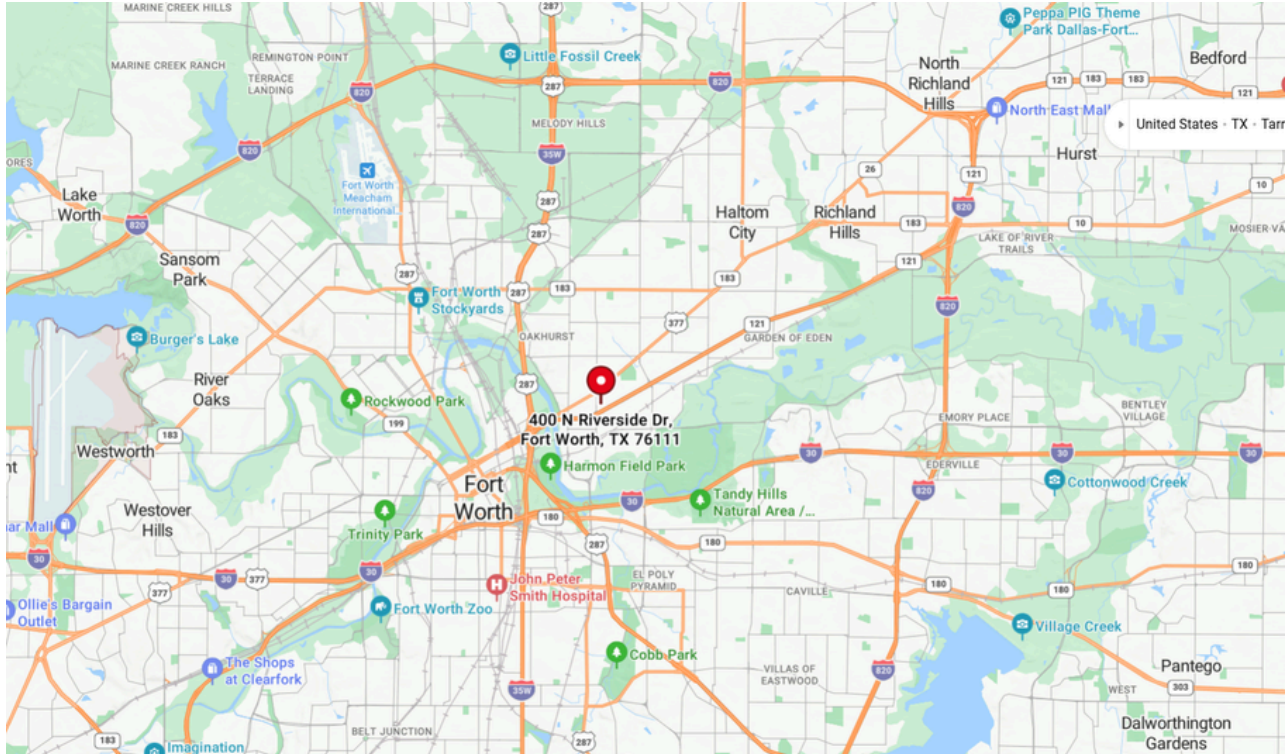 MARINE CREEK HILLS
287
Peppa PIG Theme
Park Dallas-Fort...
Little Fossil Creek
REMINGTON POINT
MARINE CREEK RANCH
TERRACE
LANDING
820
287
820
North
Richland
Hills
121
183
183
Bedford
121
North East Mall
United States · TX · Tarr
MELODY HILLS
820
35W
Hurst
ORES
Fort Worth
Meacham
International...
26
121
10
Lake
Worth
287
820
820
Haltom
City
Richland
Hills
183
10
287
MOSIER VA
LAKE OF RIVER
TRAILS
Sansom
Park
121
287
287
183
183
Fort Worth
Stockyards
820
377
121
OAKHURST
GARDEN OF EDEN
Burger's Lake
River
Oaks
287
Rockwood Park
400 N Riverside Dr,
Fort Worth, TX 76111
BENTLEY
VILLAGE
EMORY PLACE
199
183
Westworth
30
30
30
nt
Harmon Field Park
EDERVILLE
Fort
Worth
Cottonwood Creek
820
Tandy Hills
Natural Area /...
30
Westover
Hills
180
ar Mall
Trinity Park
287
180
30
30
377
30
180
EL POLY
PYRAMID
John Peter
Smith Hospital
CAVILLE
180
180
377
Ollie's Bargain
Outlet
Fort Worth Zoo
Village Creek
Cobb Park
The Shops
at Clearfork
VILLAS OF
EASTWOOD
820
Pantego
35W
WEST
303
BELT JUNCTION
183
287
820
Dalworthington
Gardens
Imagination